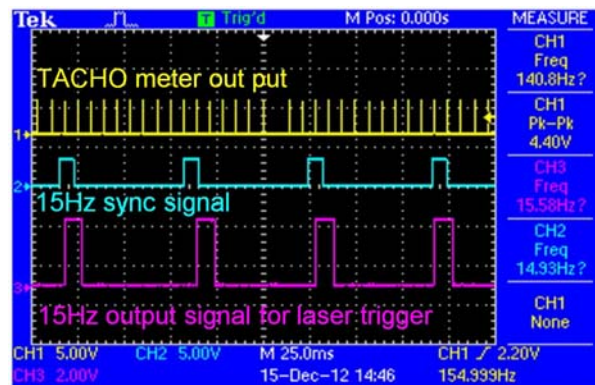 Tek Trig'd M Pos: 0.000s MEASURE
TACHO meter out put
15Hz sync signal
15Hz output signal for laser trigger
1
2
3
CH1
Freq
140.8Hz?
CH1
Pk-Pk
4.40V
CH3
Freq
15.58Hz?
CH2
Freq
14.93Hz?
CH1
None
CH1 5.00V CH2 5.00V M 25.0ms CH1 2.20V
CH3 2.00V 15-Dec-12 14:46 154.999Hz